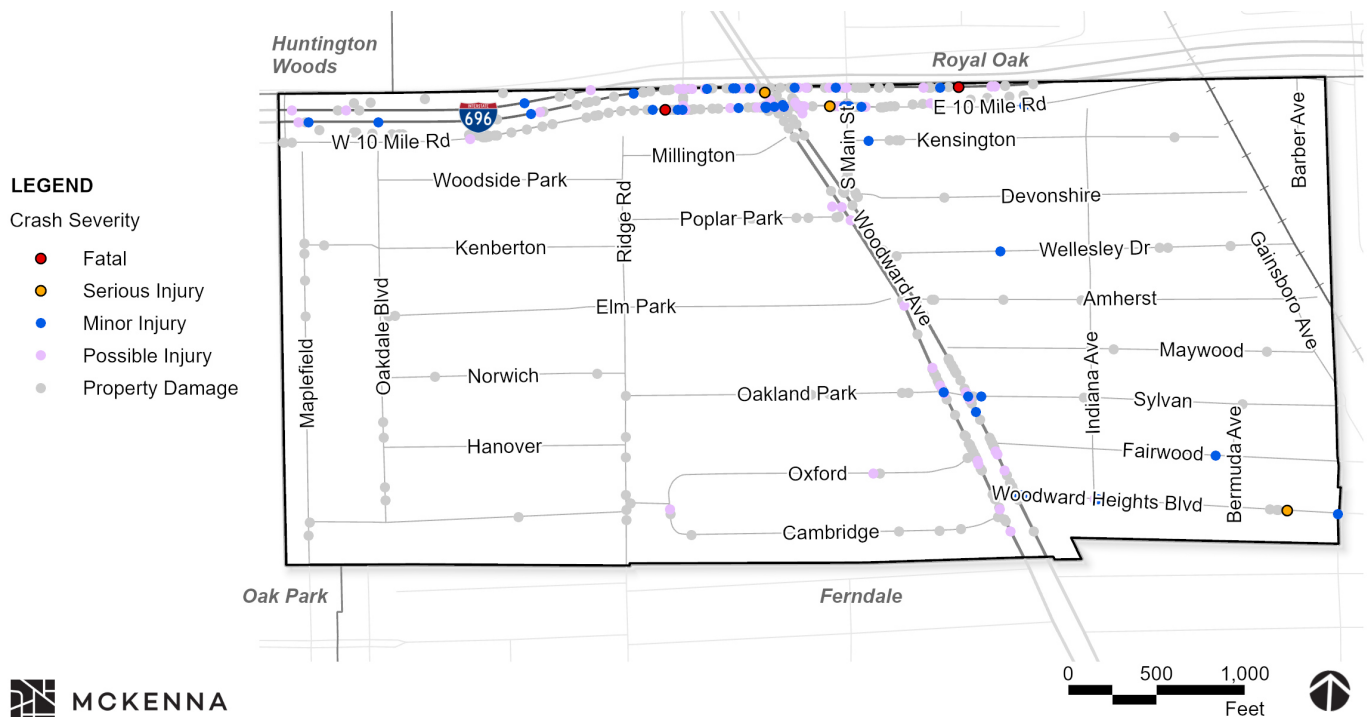 Huntington
Woods
Royal Oak
INTERSTATE
696
E 10 Mile Rd
W 10 Mile Rd
S Main St
Barber Ave
Kensington
Millington
Woodside Park
LEGEND
Crash Severity
Fatal
Serious Injury
Minor Injury
Possible Injury
Property Damage
Devonshire
Poplar Park
Ridge Rd
Woodward Ave
Kenberton
Wellesley Dr
Gainsboro Ave
Elm Park
Amherst
Oakdale Blvd
Maplefield
Indiana Ave
Maywood
Norwich
Oakland Park
Sylvan
Hanover
Fairwood
Bermuda Ave
Oxford
Woodward Heights Blvd
Cambridge
Oak Park
Ferndale
MCKENNA
0 500 1,000
Feet